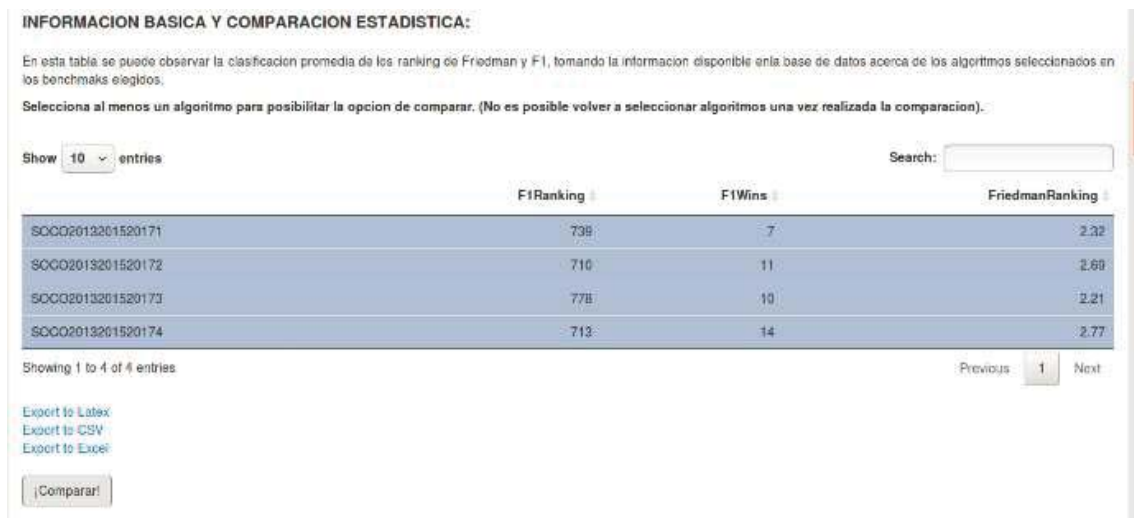 INFORMACION BASICA Y COMPARACION ESTADISTICA:
En esta tabla se puede observar la clasificacion promedia de los ranking de Friedman y F1, tomando la informacion disponible enla base de datos acerca de los algoritmos seleccionados en
los benchmaks elegidos.
Selecciona al menos un algoritmo para posibilitar la opcion de comparar. (No es posible volver a seleccionar algoritmos una vez realizada la comparacion).
Show 10 entries Search:
F1Ranking F1Wins FriedmanRanking
SOCO2013201520171 739 7 2.32
SOCO2013201520172 710 11 2.69
SOCO2013201520173 778 10 2.21
SOCO2013201520174 713 14 2.77
Showing 1 to 4 of 4 entries Previous 1 Next
Export to Latex
Export to CSV
Export to Excel
¡Comparar!